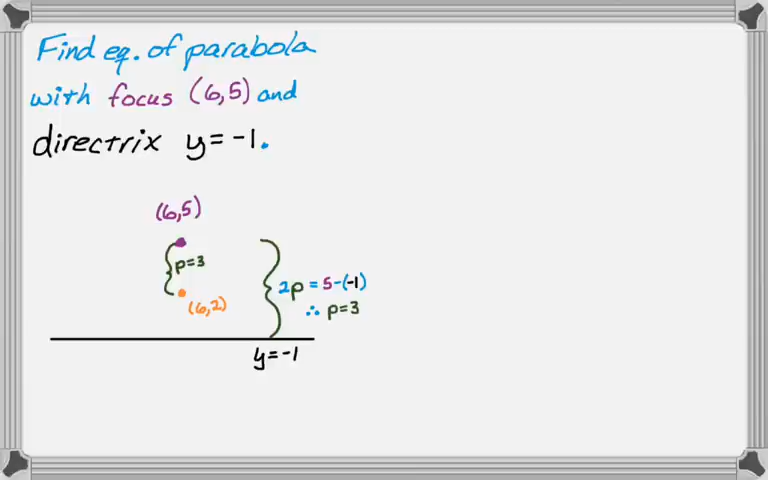 Find eq. of parabola
with focus (6,5) and
directrix y=-1.
(6,5)
p=3
2p = 5-(-1)
(6,2)
∴ p=3
y=-1